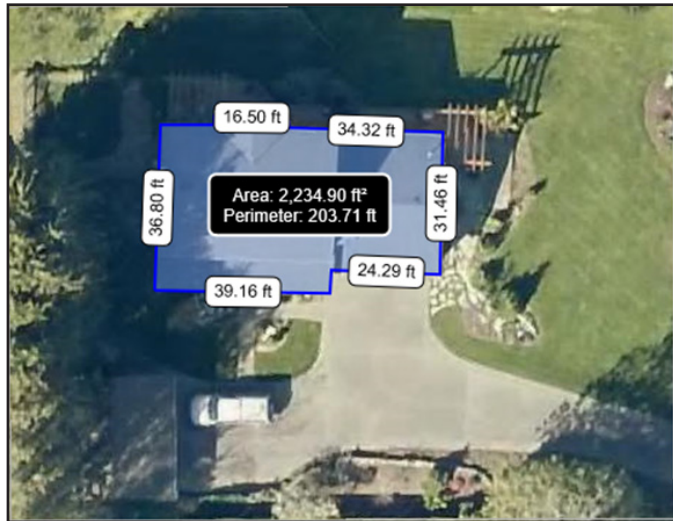 16.50 ft
34.32 ft
36.80 ft
Area: 2,234.90 ft²
Perimeter: 203.71 ft
31.46 ft
24.29 ft
39.16 ft